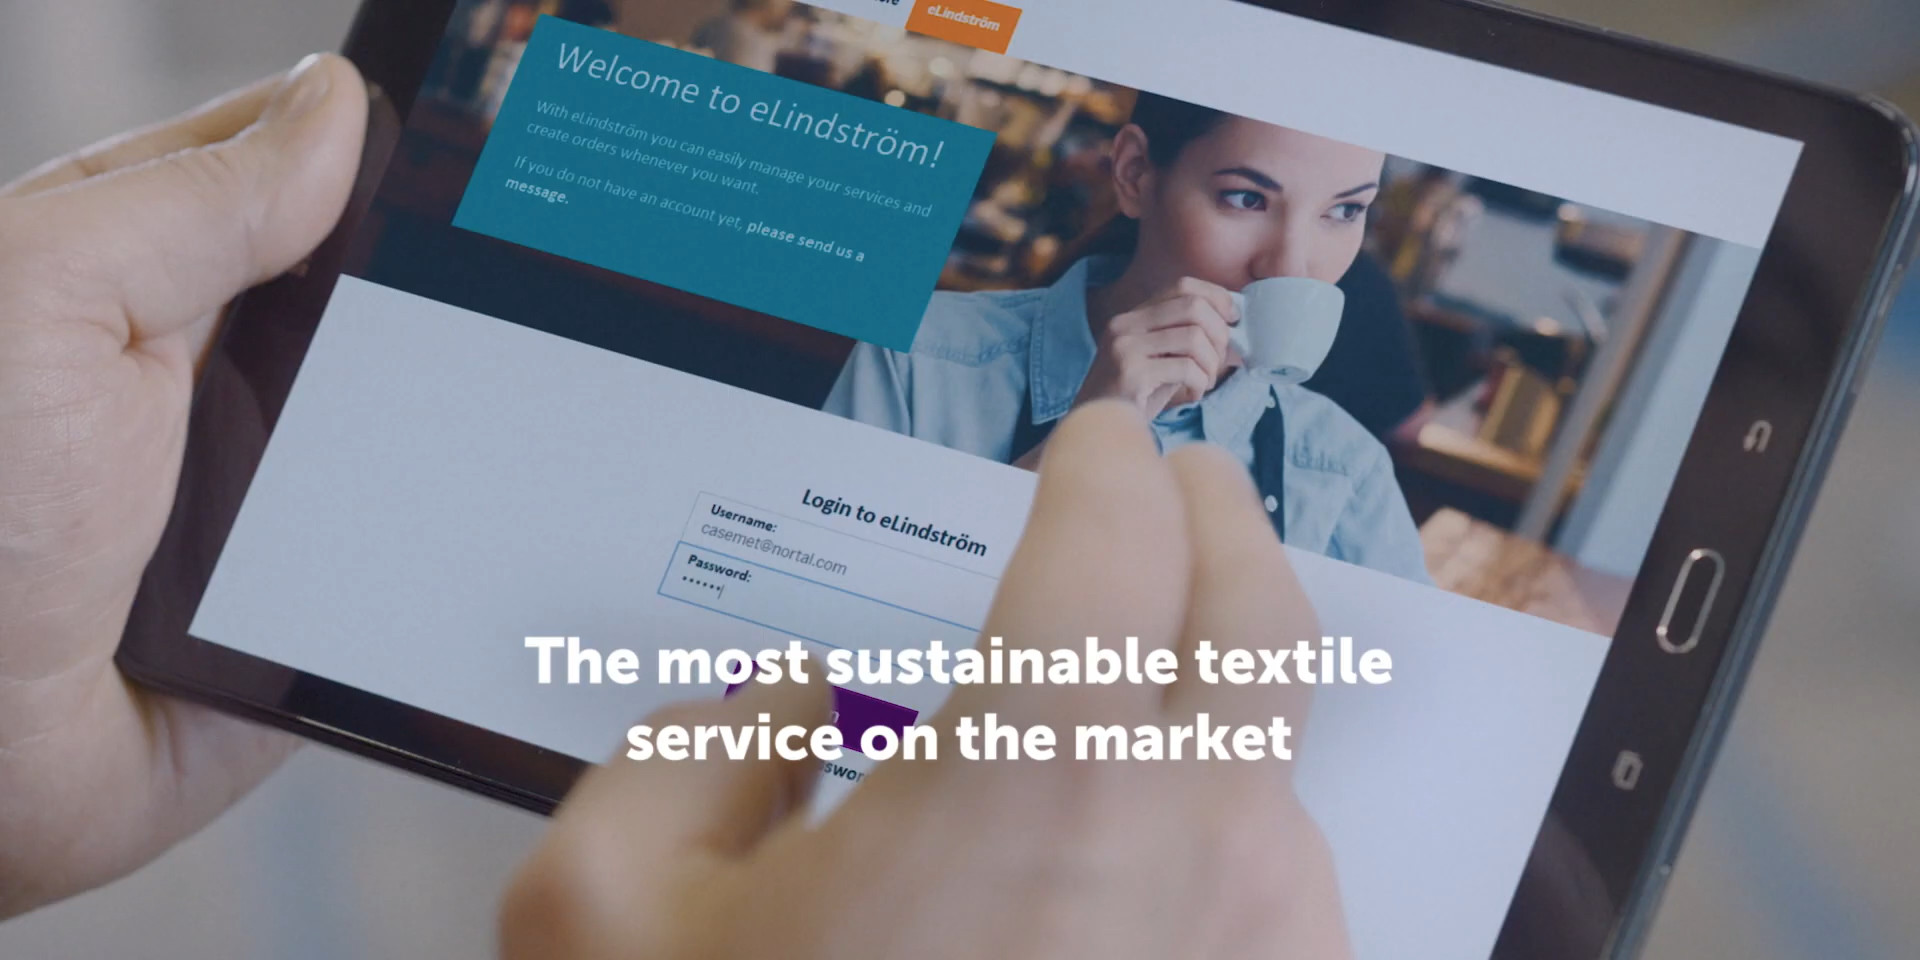 eLindström
Welcome to eLindström!
With eLindström you can easily manage your services and
create orders whenever you want.
If you do not have an account yet, please send us a
message.
Login to eLindström
Username:
casemet@nortal.com
Password:
••••••
The most sustainable textile
service on the market